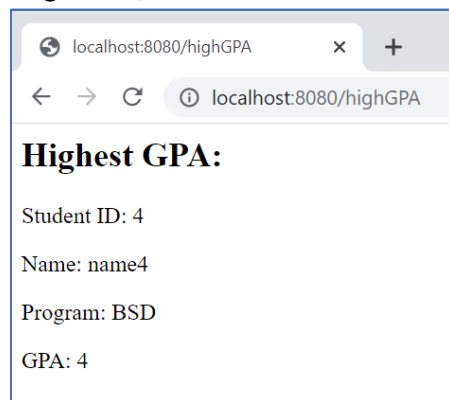 localhost:8080/highGPA
localhost:8080/highGPA
Highest GPA:
Student ID: 4
Name: name4
Program: BSD
GPA: 4